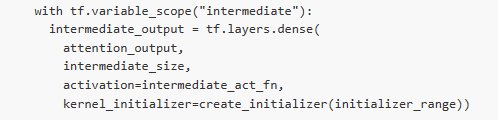 with tf.variable_scope("intermediate"):
  intermediate_output = tf.layers.dense(
    attention_output,
    intermediate_size,
    activation=intermediate_act_fn,
    kernel_initializer=create_initializer(initializer_range))